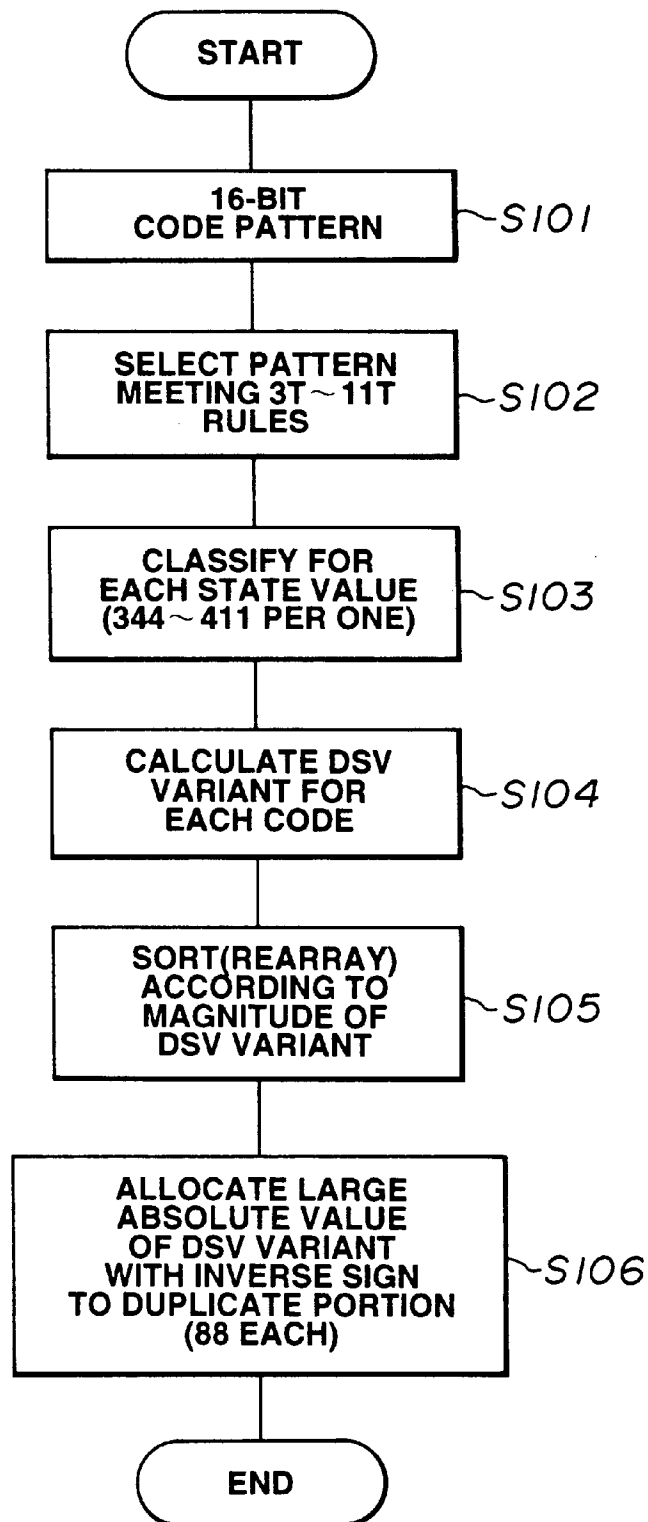 START
16-BIT
CODE PATTERN
S101
SELECT PATTERN
MEETING 3T~11T
RULES
S102
CLASSIFY FOR
EACH STATE VALUE
(344~411 PER ONE)
S103
CALCULATE DSV
VARIANT FOR
EACH CODE
S104
SORT(REARRAY)
ACCORDING TO
MAGNITUDE OF
DSV VARIANT
S105
ALLOCATE LARGE
ABSOLUTE VALUE
OF DSV VARIANT
WITH INVERSE SIGN
TO DUPLICATE PORTION
(88 EACH)
S106
END